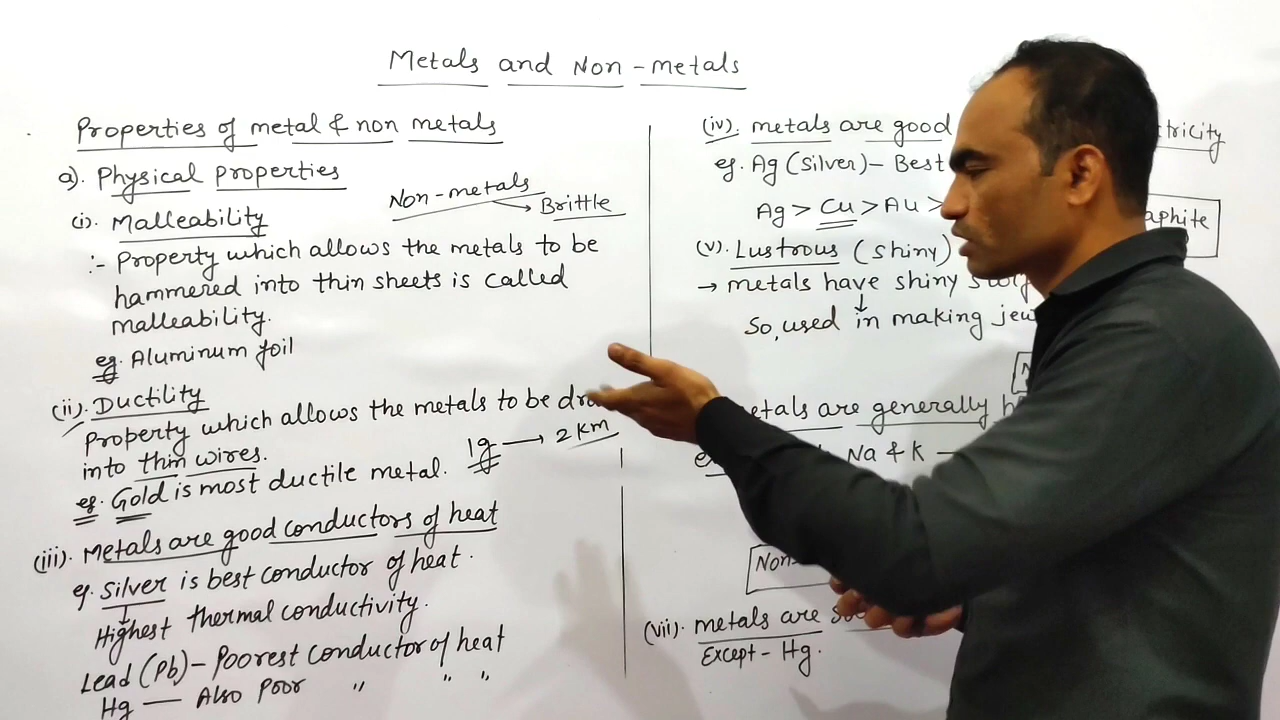 Metals and Non-metals
Properties of metal & non metals
a). Physical properties
(i). Malleability
Non-metals → Brittle
:- Property which allows the metals to be
hammered into thin sheets is called
malleability.
eg. Aluminum foil
(ii). Ductility
Property which allows the metals to be
into thin wires.
1g → 2 km
eg. Gold is most ductile metal.
(iii). Metals are good conductors of heat
eg. Silver is best conductor of heat.
Highest thermal conductivity.
Lead (Pb) - Poorest conductor of heat
Hg — Also Poor " " "
(iv). metals are good
eg. Ag (Silver) - Best
Ag > Cu > Au >
(v). Lustrous (shiny)
→ metals have shiny
So, used in making
are generally
Na & K —
(vii). metals are
Except - Hg.